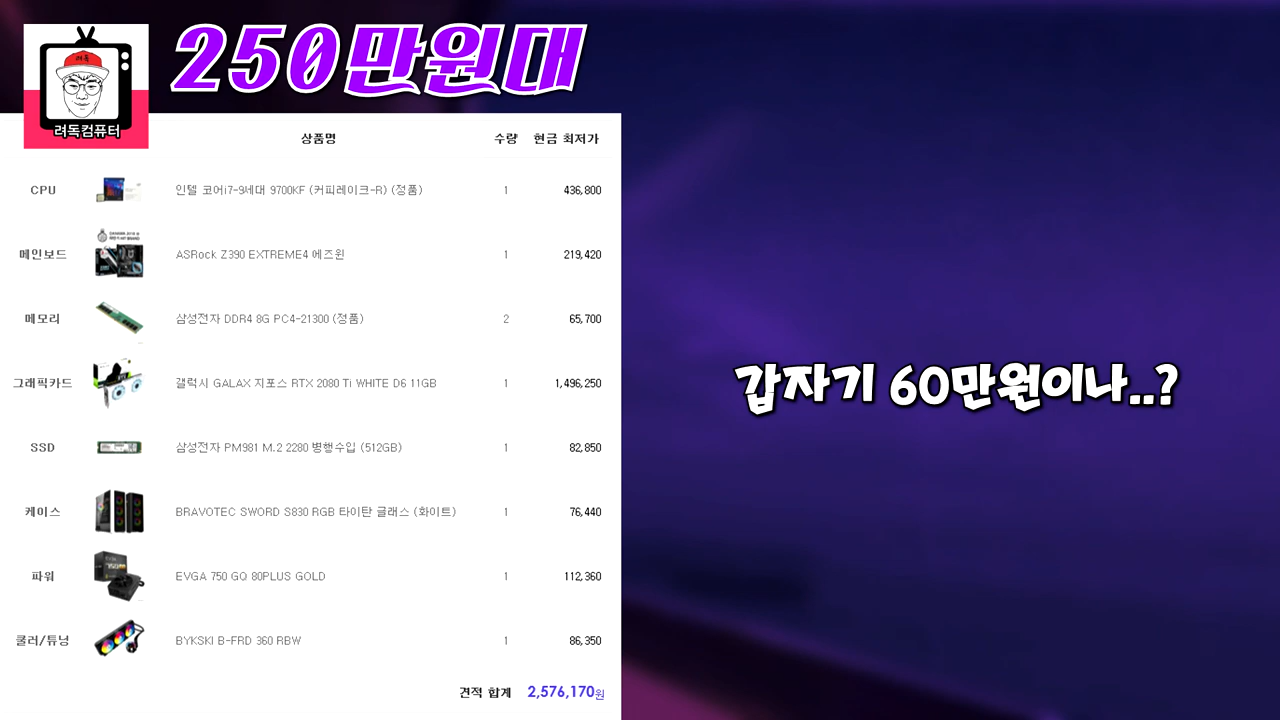 250만원대
려독
려독컴퓨터
상품명 수량 현금 최저가
CPU 인텔 코어i7-9세대 9700KF (커피레이크-R) (정품) 1 436,800
메인보드 ASRock Z390 EXTREME4 에즈윈 1 219,420
메모리 삼성전자 DDR4 8G PC4-21300 (정품) 2 65,700
그래픽카드 갤럭시 GALAX 지포스 RTX 2080 Ti WHITE D6 11GB 1 1,496,250
SSD 삼성전자 PM981 M.2 2280 병행수입 (512GB) 1 82,850
케이스 BRAVOTEC SWORD S830 RGB 타이탄 글래스 (화이트) 1 76,440
파워 EVGA 750 GQ 80PLUS GOLD 1 112,360
쿨러/튜닝 BYKSKI B-FRD 360 RBW 1 86,350
견적 합계 2,576,170원
갑자기 60만원이나..?